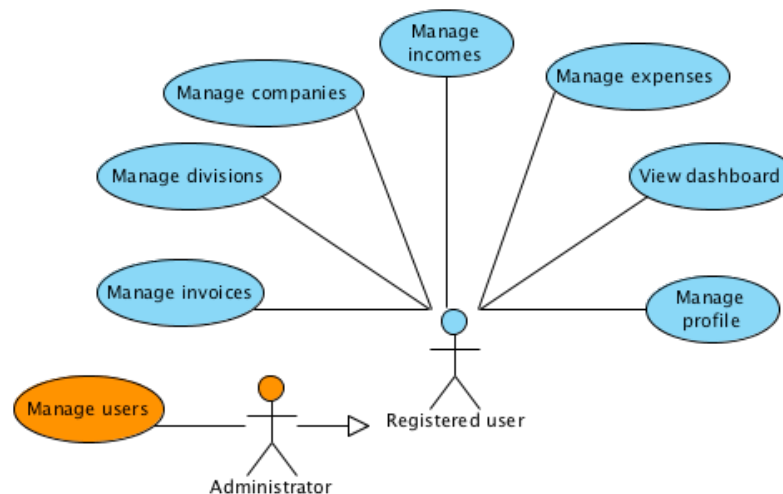 Manage
incomes
Manage companies
Manage expenses
Manage divisions
View dashboard
Manage invoices
Manage
profile
Manage users
Registered user
Administrator